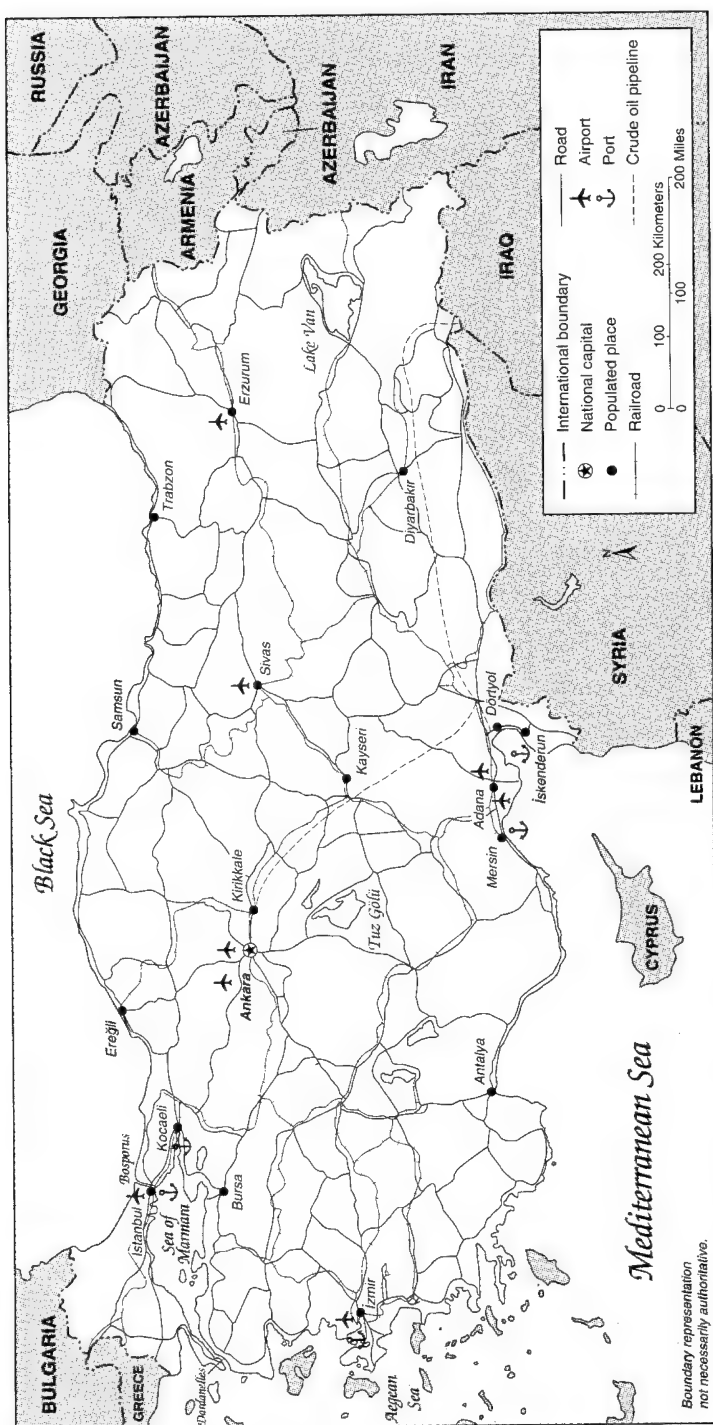 BULGARIA
GREECE
GEORGIA
RUSSIA
ARMENIA
AZERBAIJAN
AZERBAIJAN
IRAN
IRAQ
SYRIA
LEBANON
CYPRUS
Black Sea
Bosporus
Sea of
Marmara
Dardanelles
Aegean
Sea
Mediterranean Sea
İstanbul
Kocaeli
Bursa
Ereğli
Ankara
Kirikkale
Samsun
Trabzon
Sivas
Erzurum
Kayseri
Tuz Gölü
Lake Van
Diyarbakır
İzmir
Antalya
Mersin
Adana
Dörtyol
İskenderun
N
International boundary
National capital
Populated place
Railroad
Road
Airport
Port
Crude oil pipeline
0 100 200 Kilometers
0 100 200 Miles
Boundary representation
not necessarily authoritative.